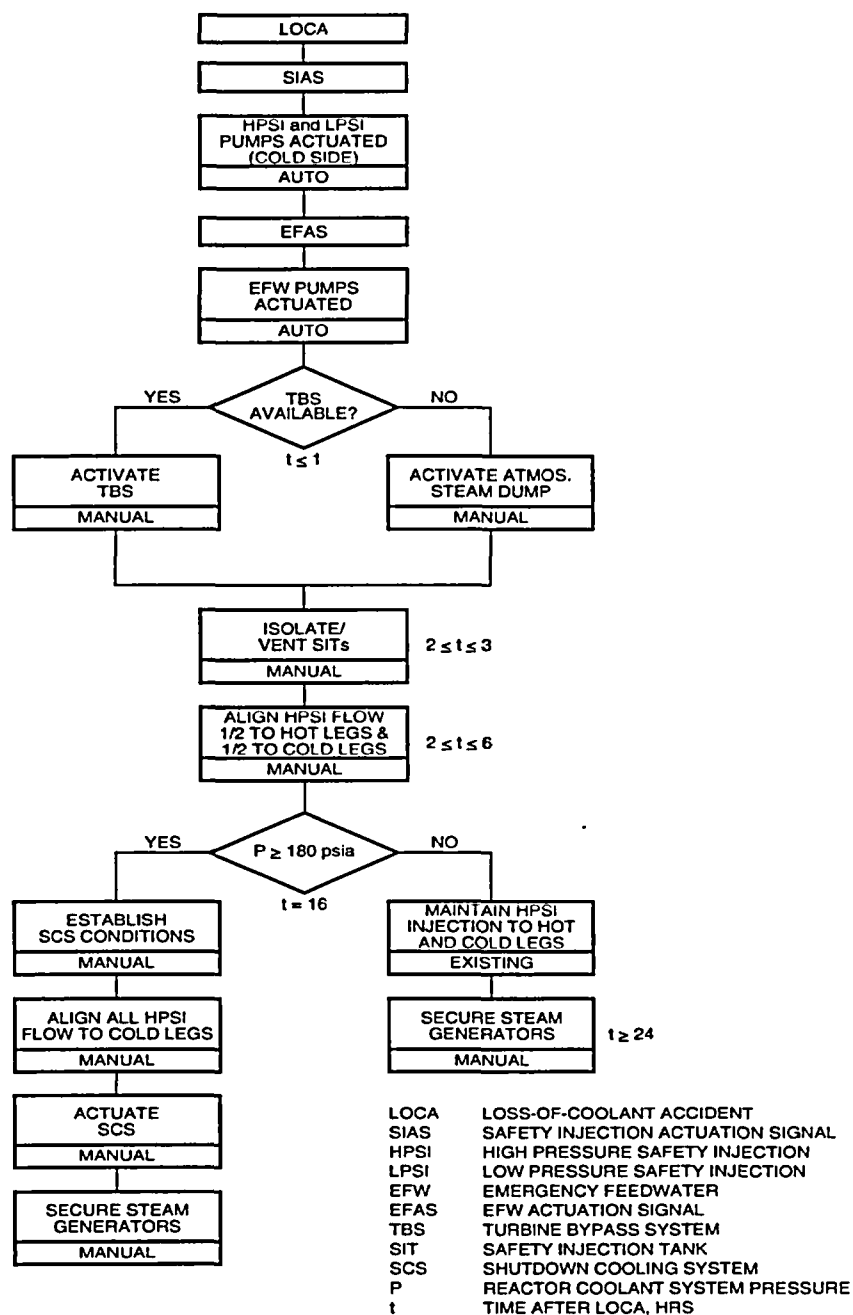 LOCA
SIAS
HPSI and LPSI
PUMPS ACTUATED
(COLD SIDE)
AUTO
EFAS
EFW PUMPS
ACTUATED
AUTO
YES
TBS
AVAILABLE?
NO
t ≤ 1
ACTIVATE
TBS
MANUAL
ACTIVATE ATMOS.
STEAM DUMP
MANUAL
ISOLATE/
VENT SITs
MANUAL
2 ≤ t ≤ 3
ALIGN HPSI FLOW
1/2 TO HOT LEGS &
1/2 TO COLD LEGS
MANUAL
2 ≤ t ≤ 6
YES
P ≥ 180 psia
NO
t = 16
ESTABLISH
SCS CONDITIONS
MANUAL
ALIGN ALL HPSI
FLOW TO COLD LEGS
MANUAL
ACTUATE
SCS
MANUAL
SECURE STEAM
GENERATORS
MANUAL
MAINTAIN HPSI
INJECTION TO HOT
AND COLD LEGS
EXISTING
SECURE STEAM
GENERATORS
MANUAL
t ≥ 24
LOCA LOSS-OF-COOLANT ACCIDENT
SIAS SAFETY INJECTION ACTUATION SIGNAL
HPSI HIGH PRESSURE SAFETY INJECTION
LPSI LOW PRESSURE SAFETY INJECTION
EFW EMERGENCY FEEDWATER
EFAS EFW ACTUATION SIGNAL
TBS TURBINE BYPASS SYSTEM
SIT SAFETY INJECTION TANK
SCS SHUTDOWN COOLING SYSTEM
P REACTOR COOLANT SYSTEM PRESSURE
t TIME AFTER LOCA, HRS